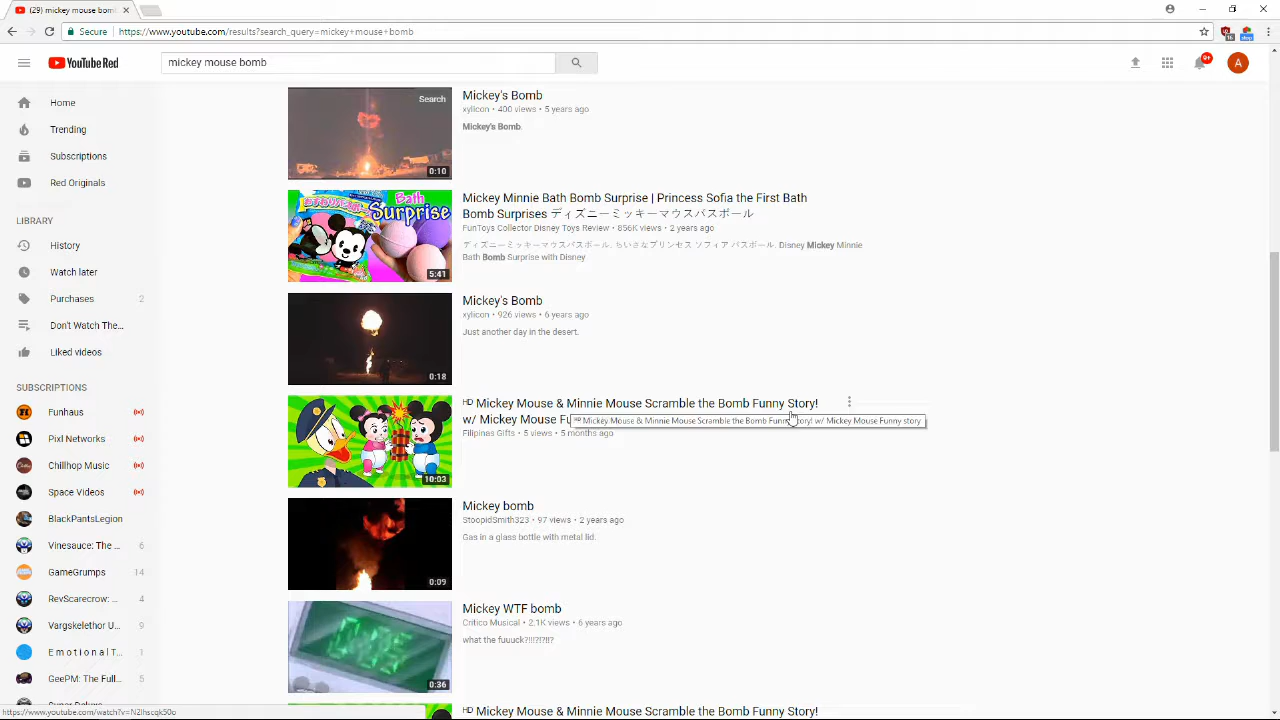 (29) mickey mouse bomb
Secure
https://www.youtube.com/results?search_query=mickey+mouse+bomb
YouTube Red
mickey mouse bomb
9+
A
Home
Trending
Subscriptions
Red Originals
LIBRARY
History
Watch later
Purchases 2
Don't Watch The...
Liked videos
SUBSCRIPTIONS
Funhaus
Pixl Networks
Chillhop Music
Space Videos
BlackPantsLegion
Vinesauce: The ... 6
GameGrumps 14
RevScarecrow: ... 4
Vargskelethor U... 9
E m o t i o n a l T... 1
GeePM: The Full... 5
Search
0:10
Mickey's Bomb
xylicon • 400 views • 5 years ago
Mickey's Bomb.
Bath
Surprise
5:41
Mickey Minnie Bath Bomb Surprise | Princess Sofia the First Bath
Bomb Surprises ディズニーミッキーマウスバスボール
FunToys Collector Disney Toys Review • 856K views • 2 years ago
ディズニーミッキーマウスバスボール. ちいさなプリンセス ソフィア バスボール. Disney Mickey Minnie
Bath Bomb Surprise with Disney
0:18
Mickey's Bomb
xylicon • 926 views • 6 years ago
Just another day in the desert.
10:03
HD Mickey Mouse & Minnie Mouse Scramble the Bomb Funny Story!
w/ Mickey Mouse
HD Mickey Mouse & Minnie Mouse Scramble the Bomb Funny Story! w/ Mickey Mouse Funny story
Filipinas Gifts • 5 views • 5 months ago
0:09
Mickey bomb
StoopidSmith323 • 97 views • 2 years ago
Gas in a glass bottle with metal lid.
0:36
Mickey WTF bomb
Critico Musical • 2.1K views • 6 years ago
what the fuuuck?!!!?!?!!?
HD Mickey Mouse & Minnie Mouse Scramble the Bomb Funny Story!